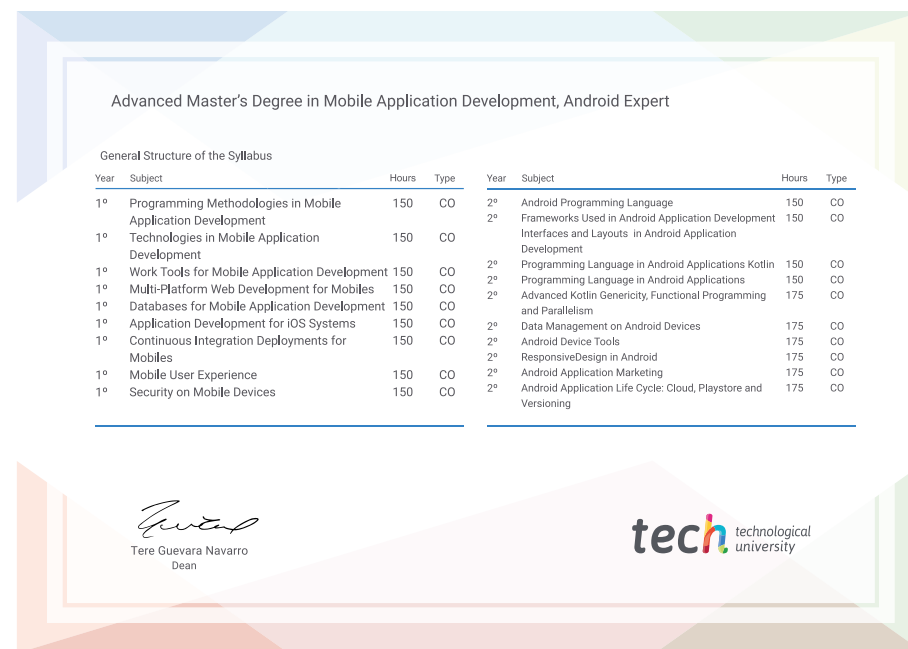 Advanced Master's Degree in Mobile Application Development, Android Expert
General Structure of the Syllabus
Year Subject Hours Type
1º Programming Methodologies in Mobile 150 CO
Application Development
1º Technologies in Mobile Application 150 CO
Development
1º Work Tools for Mobile Application Development 150 CO
1º Multi-Platform Web Development for Mobiles 150 CO
1º Databases for Mobile Application Development 150 CO
1º Application Development for iOS Systems 150 CO
1º Continuous Integration Deployments for 150 CO
Mobiles
1º Mobile User Experience 150 CO
1º Security on Mobile Devices 150 CO
Year Subject Hours Type
2º Android Programming Language 150 CO
2º Frameworks Used in Android Application Development 150 CO
Interfaces and Layouts in Android Application
Development
2º Programming Language in Android Applications Kotlin 150 CO
2º Programming Language in Android Applications 150 CO
2º Advanced Kotlin Genericity, Functional Programming 175 CO
and Parallelism
2º Data Management on Android Devices 175 CO
2º Android Device Tools 175 CO
2º ResponsiveDesign in Android 175 CO
2º Android Application Marketing 175 CO
2º Android Application Life Cycle: Cloud, Playstore and 175 CO
Versioning
Tere Guevara Navarro
Dean
tech technological
university